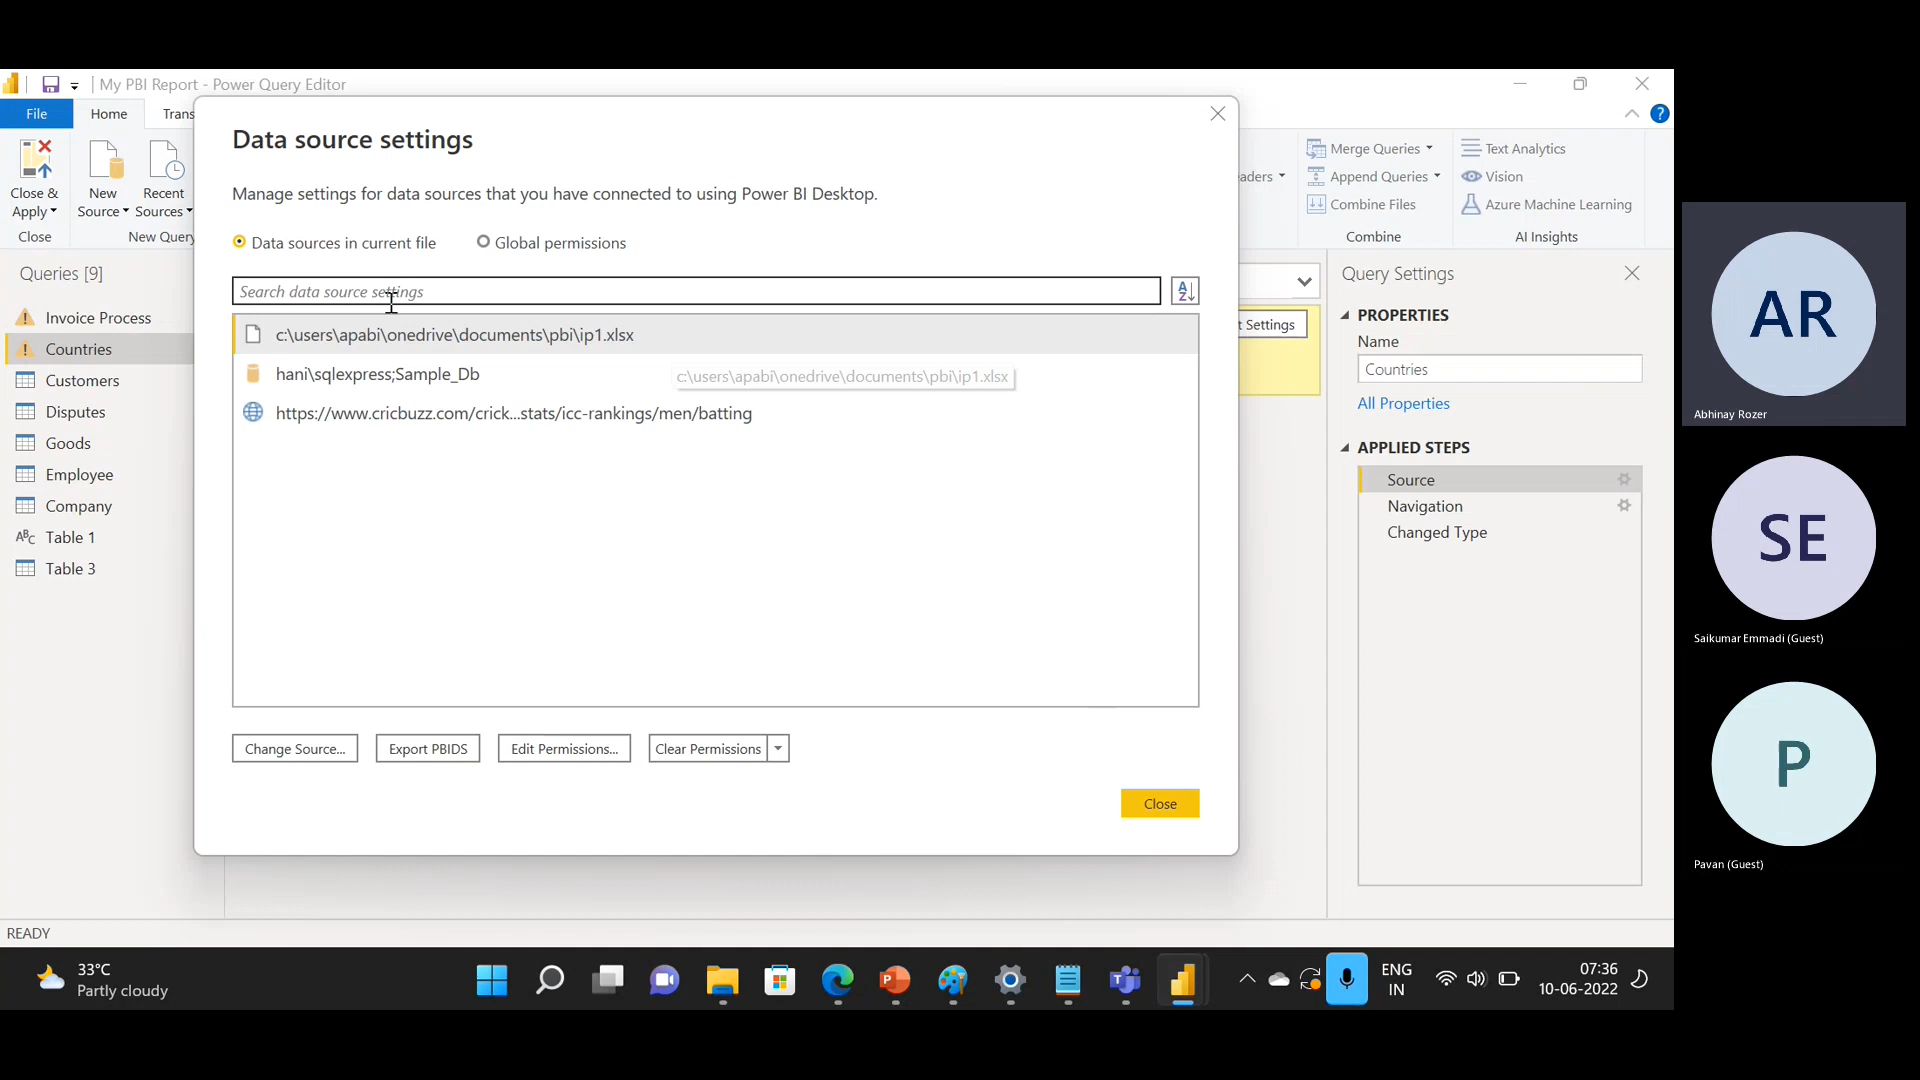 My PBI Report - Power Query Editor
File
Home
Trans
Close &
Apply
New
Source
Recent
Sources
Close
New Query
eaders
Merge Queries
Append Queries
Combine Files
Combine
Text Analytics
Vision
Azure Machine Learning
AI Insights
Queries [9]
Invoice Process
Countries
Customers
Disputes
Goods
Employee
Company
ABC Table 1
Table 3
Data source settings
Manage settings for data sources that you have connected to using Power BI Desktop.
Data sources in current file
Global permissions
Search data source settings
A
Z
c:\users\apabi\onedrive\documents\pbi\ip1.xlsx
hani\sqlexpress;Sample_Db
c:\users\apabi\onedrive\documents\pbi\ip1.xlsx
https://www.cricbuzz.com/crick...stats/icc-rankings/men/batting
Change Source...
Export PBIDS
Edit Permissions...
Clear Permissions
Close
t Settings
Query Settings
PROPERTIES
Name
Countries
All Properties
APPLIED STEPS
Source
Navigation
Changed Type
READY
33°C
Partly cloudy
ENG
IN
07:36
10-06-2022
AR
Abhinay Rozer
SE
Saikumar Emmadi (Guest)
P
Pavan (Guest)